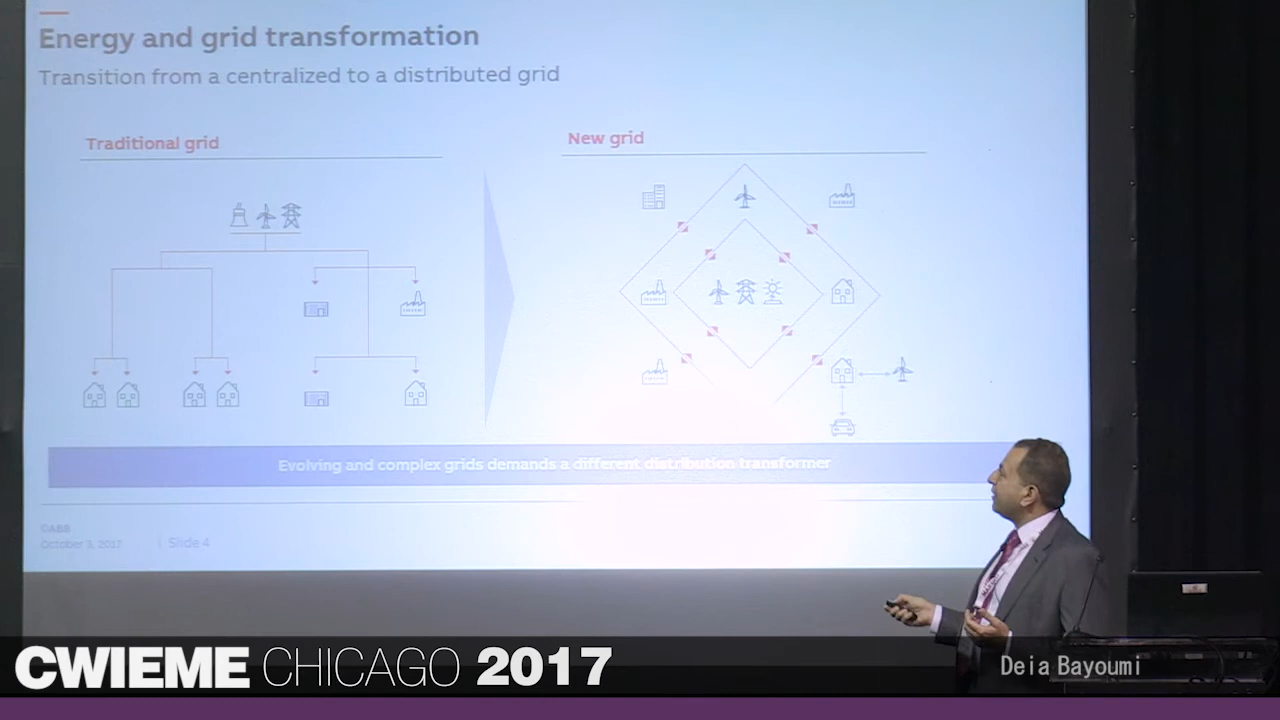 Energy and grid transformation
Transition from a centralized to a distributed grid
Traditional grid
New grid
Evolving and complex grids demands a different distribution transformer
©ABB
October 3, 2017
Slide 4
CWIEME CHICAGO 2017
Deia Bayoumi